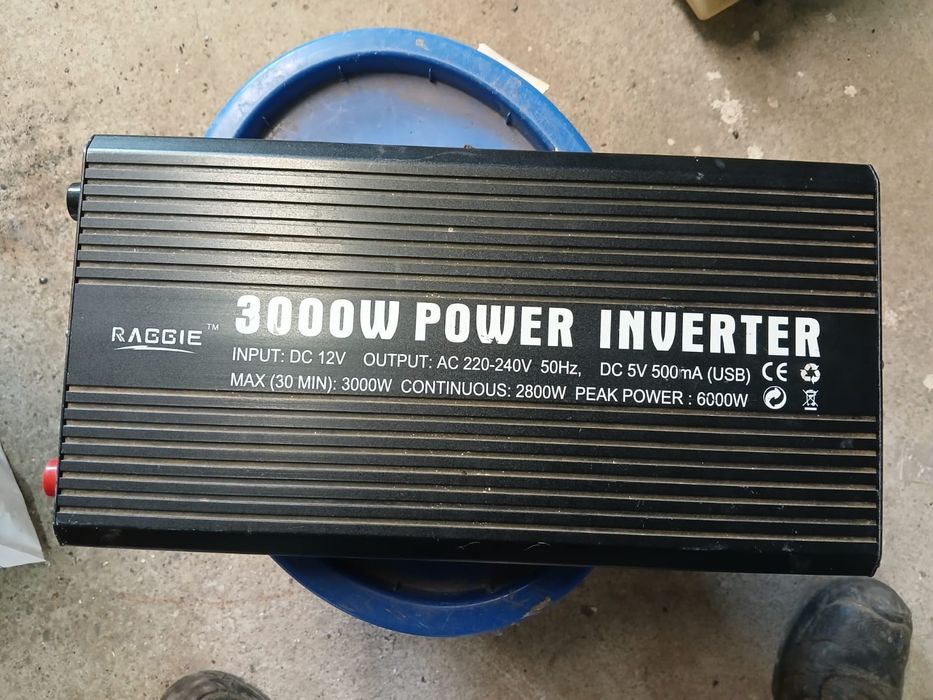 RAGGIE™
3000W POWER INVERTER
INPUT: DC 12V OUTPUT: AC 220-240V 50Hz, DC 5V 500mA (USB) CE
MAX (30 MIN): 3000W CONTINUOUS: 2800W PEAK POWER : 6000W